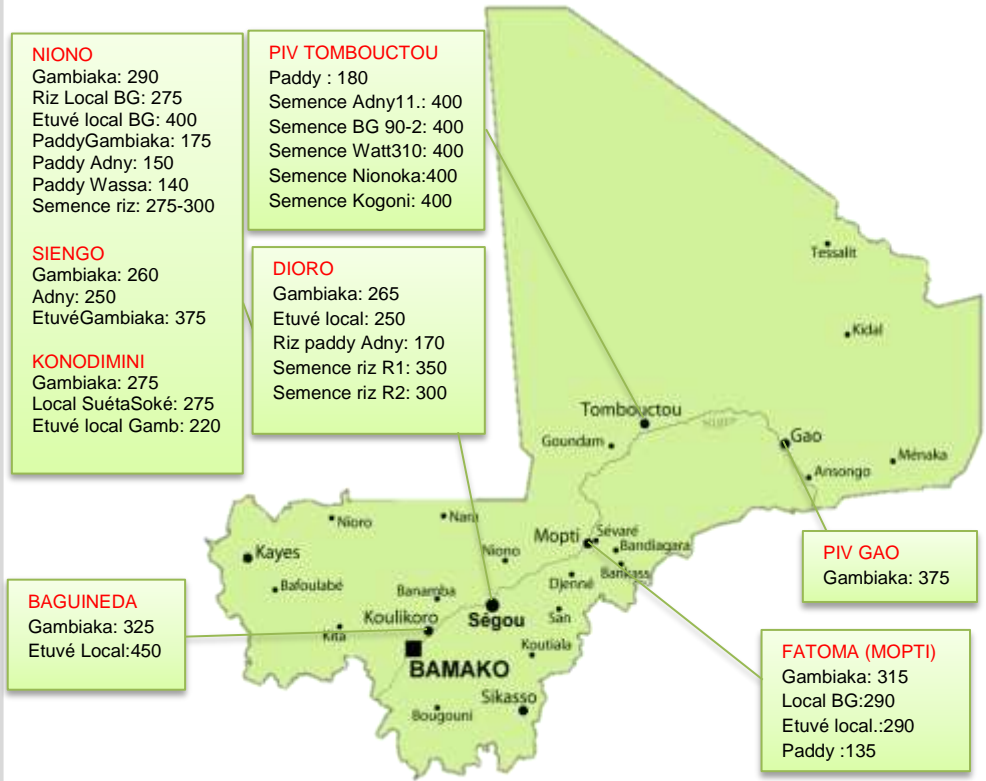 NIONO
Gambiaka: 290
Riz Local BG: 275
Etuvé local BG: 400
PaddyGambiaka: 175
Paddy Adny: 150
Paddy Wassa: 140
Semence riz: 275-300
SIENGO
Gambiaka: 260
Adny: 250
EtuvéGambiaka: 375
KONODIMINI
Gambiaka: 275
Local SuétaSoké: 275
Etuvé local Gamb: 220
PIV TOMBOUCTOU
Paddy : 180
Semence Adny11.: 400
Semence BG 90-2: 400
Semence Watt310: 400
Semence Nionoka:400
Semence Kogoni: 400
DIORO
Gambiaka: 265
Etuvé local: 250
Riz paddy Adny: 170
Semence riz R1: 350
Semence riz R2: 300
Tessalit
Kidal
Tombouctou
Goundam
Gao
Ménaka
Ansongo
Nioro
Nara
Mopti
Sévaré
Bandiagara
Kayes
Niono
Bankass
Djenné
Bafoulabé
Banamba
Koulikoro
Ségou
San
Kita
Koutiala
BAMAKO
Sikasso
Bougouni
BAGUINEDA
Gambiaka: 325
Etuvé Local:450
PIV GAO
Gambiaka: 375
FATOMA (MOPTI)
Gambiaka: 315
Local BG:290
Etuvé local.:290
Paddy :135